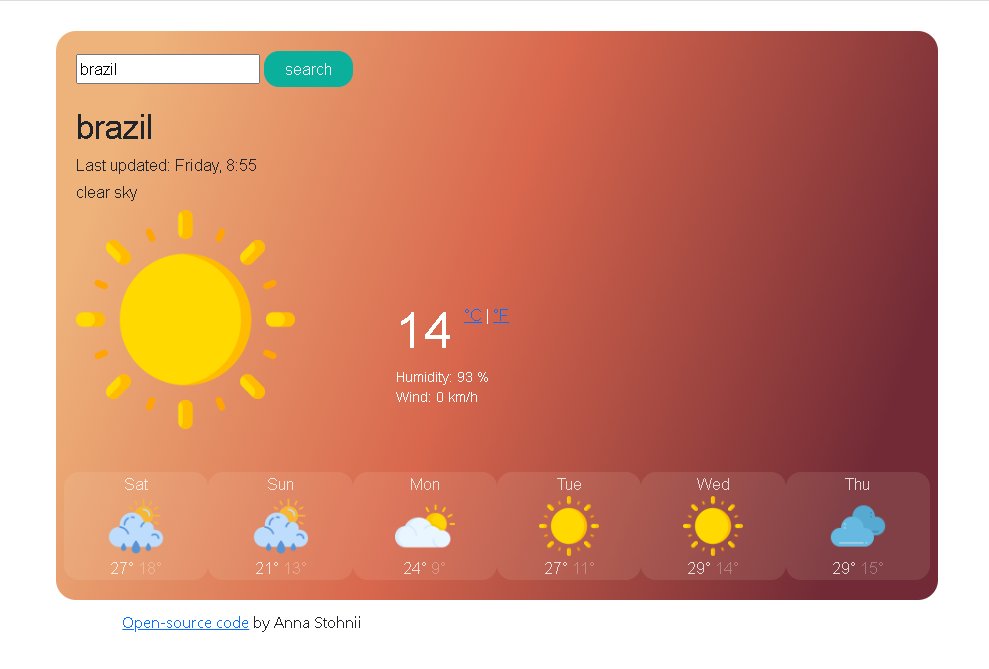 brazil search
brazil
Last updated: Friday, 8:55
clear sky
14 °C | °F
Humidity: 93 %
Wind: 0 km/h
Sat Sun Mon Tue Wed Thu
27° 18° 21° 13° 24° 9° 27° 11° 29° 14° 29° 15°
Open-source code by Anna Stohnii